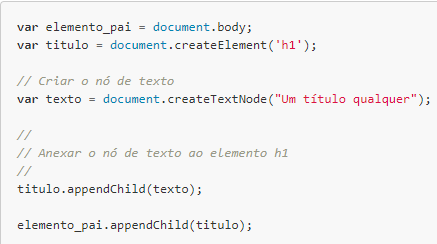 var elemento_pai = document.body;
var titulo = document.createElement('h1');
// Criar o nó de texto
var texto = document.createTextNode("Um título qualquer");
//
// Anexar o nó de texto ao elemento h1
//
titulo.appendChild(texto);
elemento_pai.appendChild(titulo);